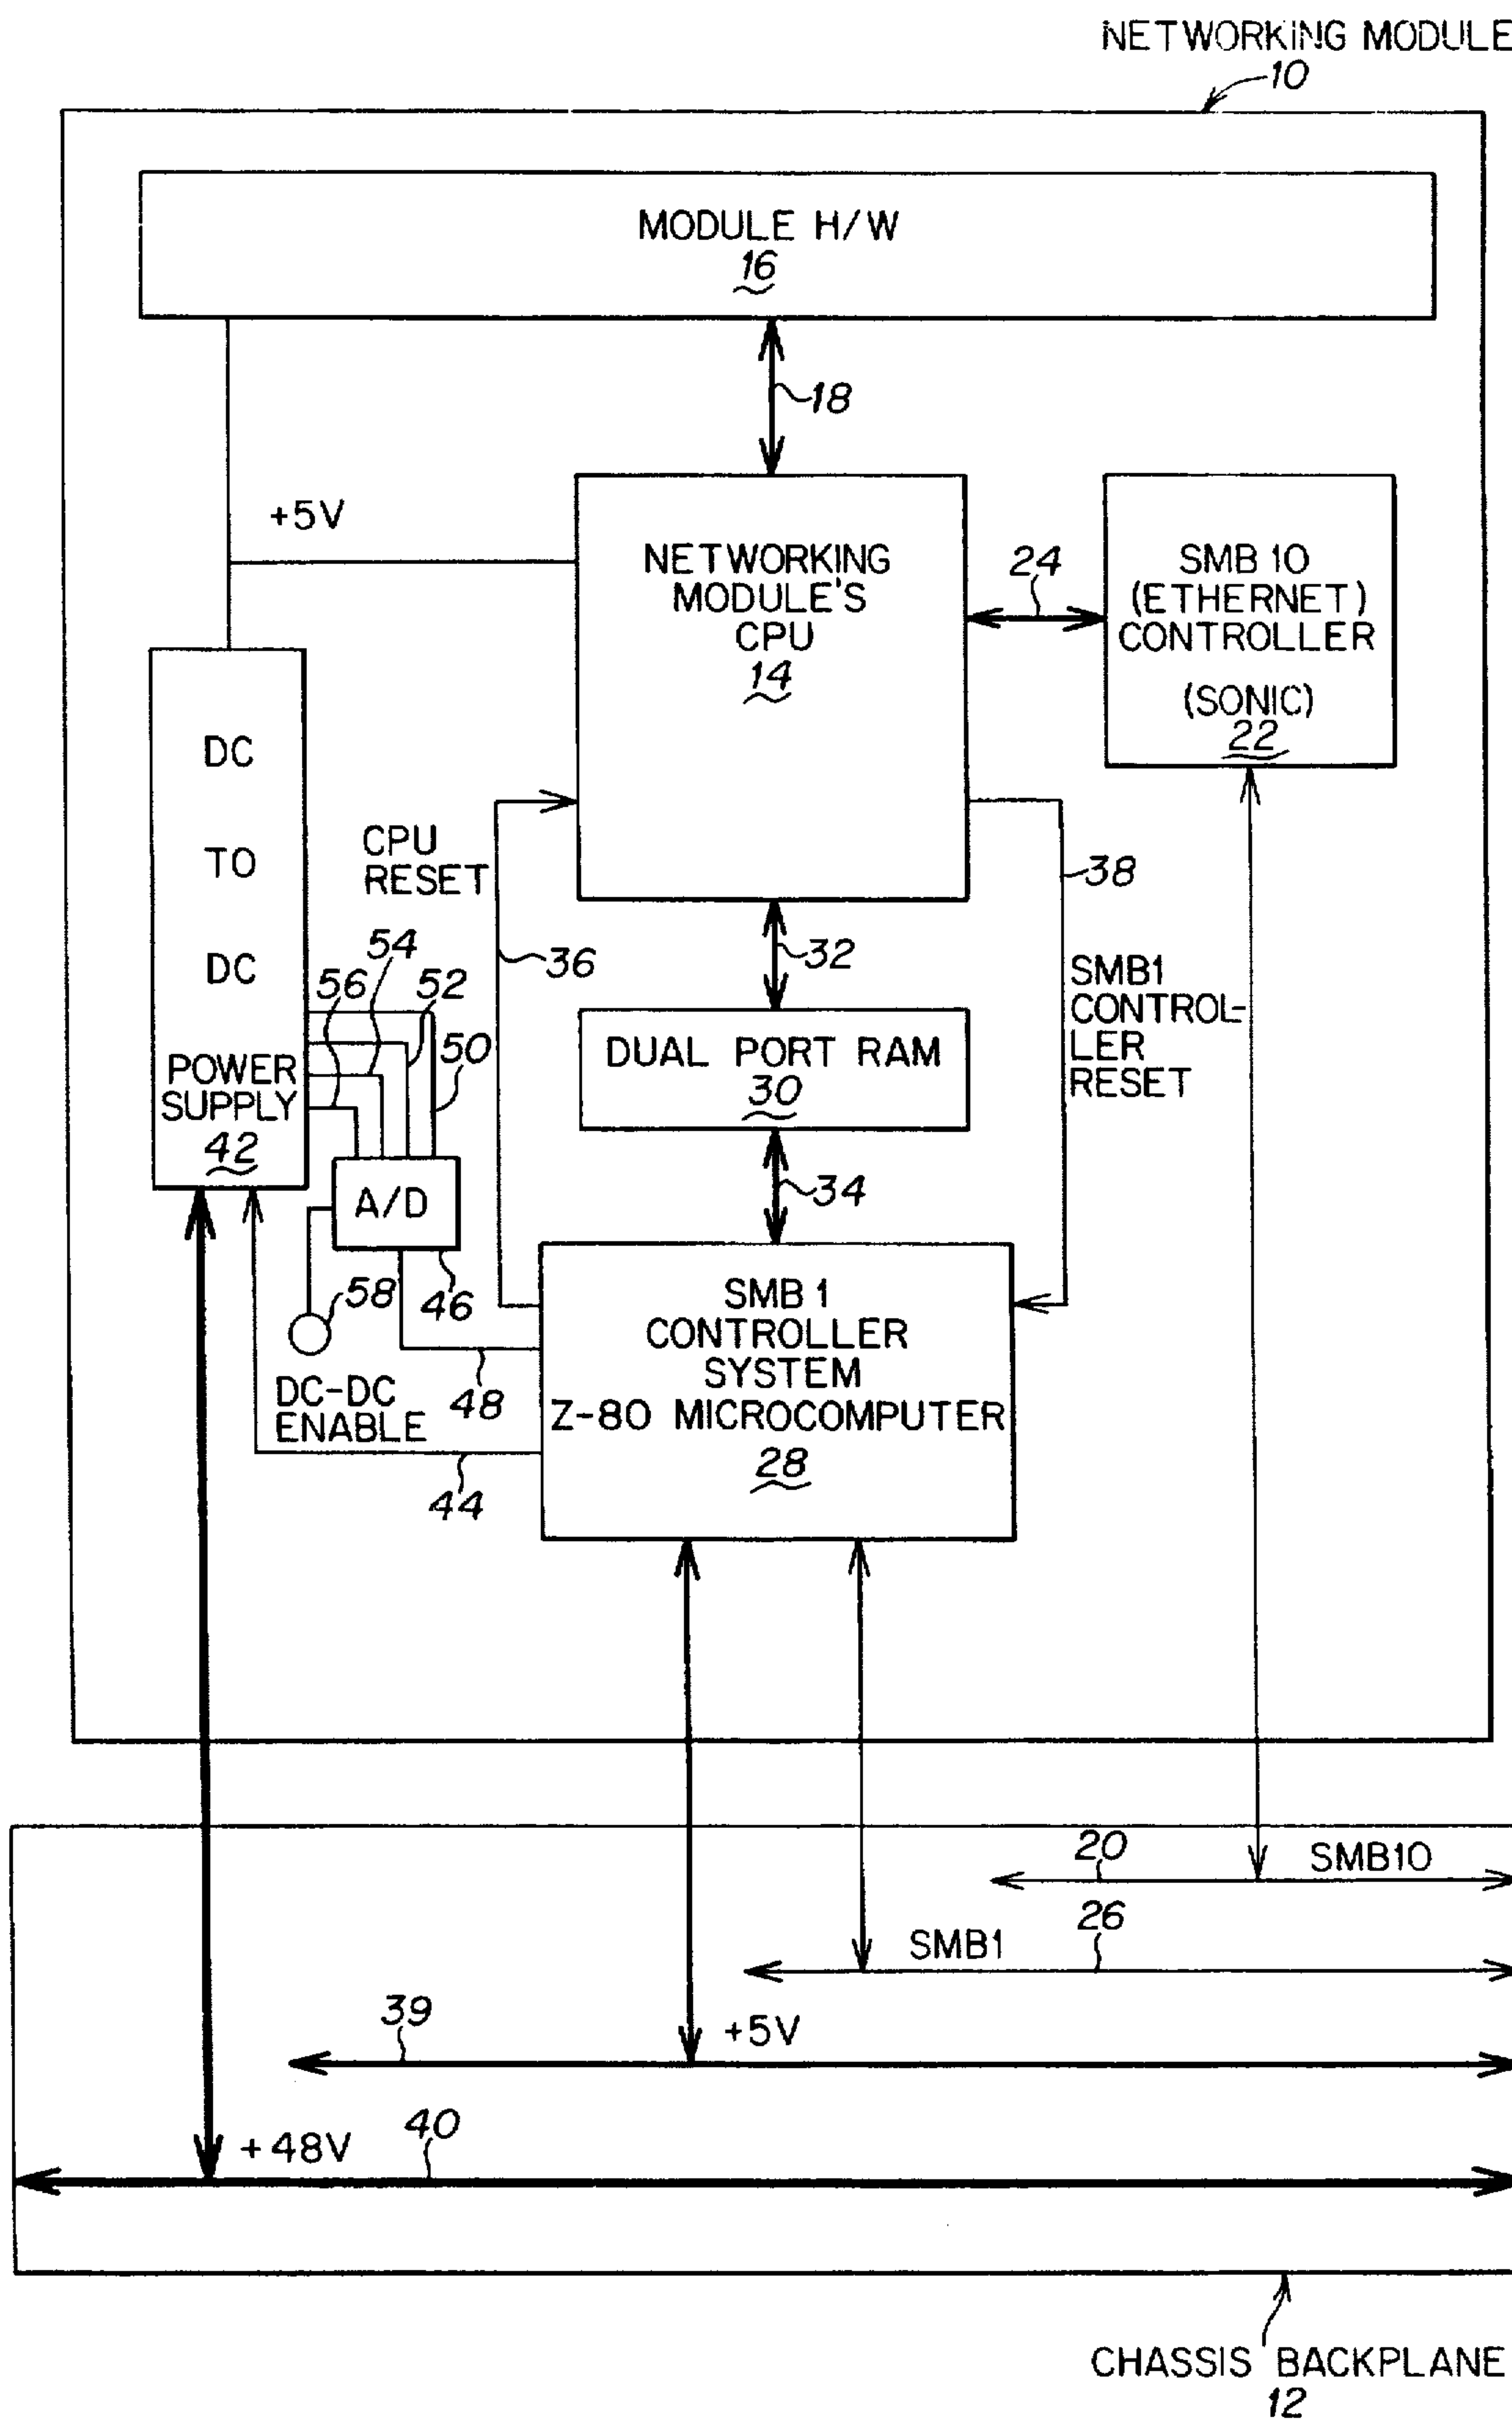 NETWORKING MODULE
10
MODULE H/W
16
18
+5V
NETWORKING
MODULE'S
CPU
14
24
SMB 10
(ETHERNET)
CONTROLLER
(SONIC)
22
DC
TO
DC
POWER
SUPPLY
42
CPU
RESET
36
38
32
SMB1
CONTROL-
LER
RESET
54
56
52
50
DUAL PORT RAM
30
34
A/D
58
46
48
DC-DC
ENABLE
44
SMB 1
CONTROLLER
SYSTEM
Z-80 MICROCOMPUTER
28
20
SMB10
26
SMB1
39
+5V
40
+48V
CHASSIS BACKPLANE
12